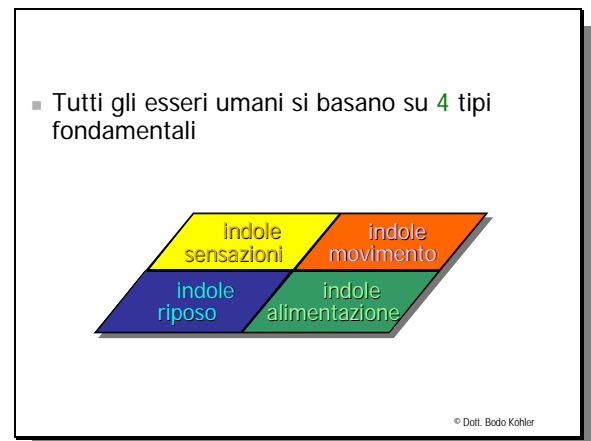 Tutti gli esseri umani si basano su 4 tipi
fondamentali
indole
sensazioni
indole
movimento
indole
riposo
indole
alimentazione
© Dott. Bodo Köhler